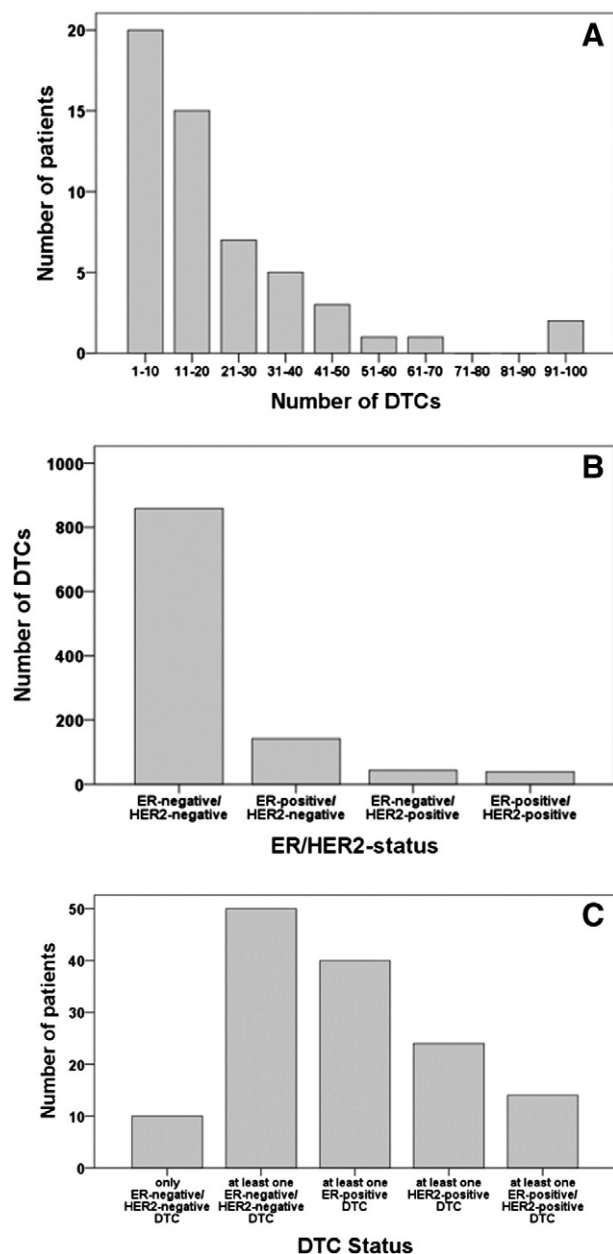 A
20
15
10
5
0
Number of patients
1-10 11-20 21-30 31-40 41-50 51-60 61-70 71-80 81-90 91-100
Number of DTCs
B
1000
800
600
400
200
0
Number of DTCs
ER-negative/ ER-positive/ ER-negative/ ER-positive/
HER2-negative HER2-negative HER2-positive HER2-positive
ER/HER2-status
C
50
40
30
20
10
0
Number of patients
only at least one at least one at least one at least one
ER-negative/ ER-negative/ ER-positive HER2-positive ER-positive/
HER2-negative HER2-negative DTC DTC HER2-positive
DTC DTC DTC
DTC Status